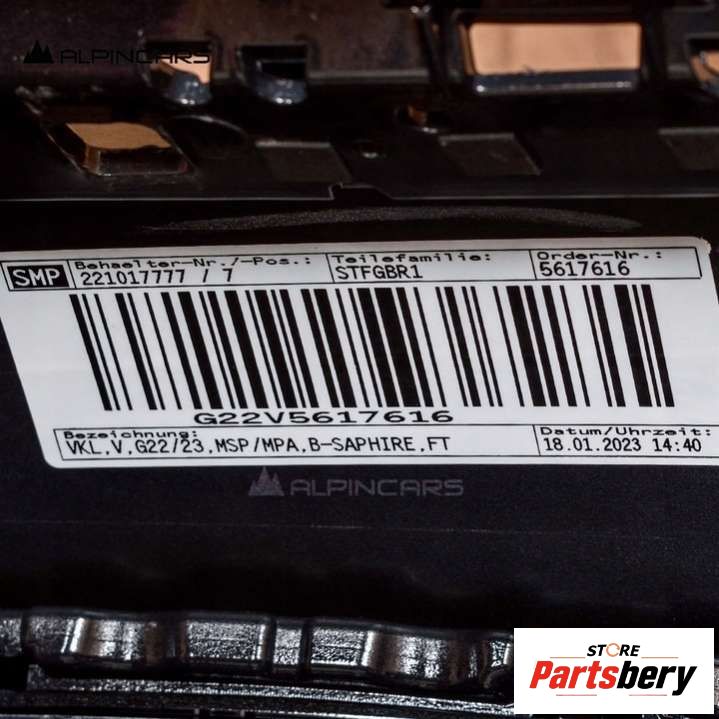 ALPINCARS
SMP
Behaelter-Nr./-Pos.: Teilefamilie: Order-Nr.:
221017777 / 7 STFGBR1 5617616
G22V5617616
Bezeichnung: Datum/Uhrzeit:
VKL,V,G22/23,MSP/MPA,B-SAPHIRE,FT 18.01.2023 14:40
ALPINCARS
STORE
Partsbery